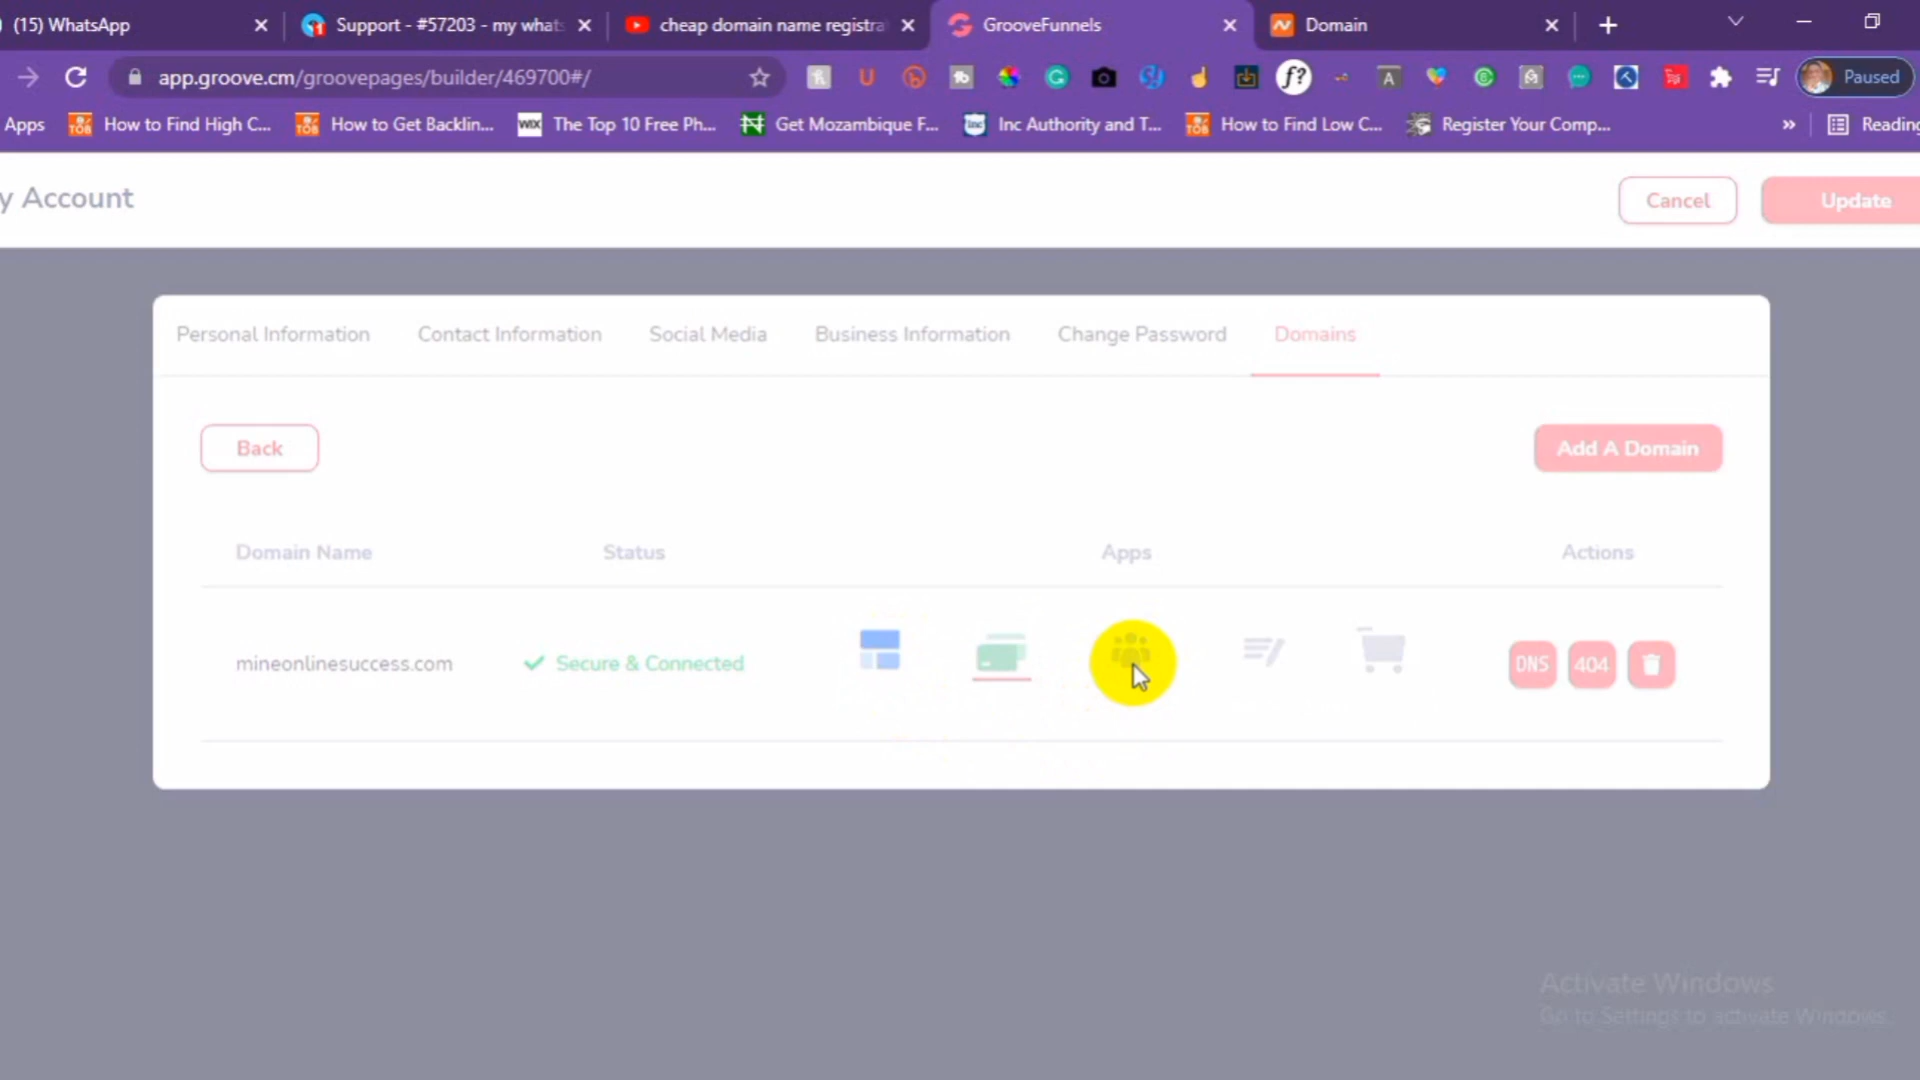 (15) WhatsApp
Support - #57203 - my whats
cheap domain name registra
GrooveFunnels
Domain
app.groove.cm/groovepages/builder/469700#/
Paused
Apps
How to Find High C...
How to Get Backlin...
WIX
The Top 10 Free Ph...
Get Mozambique F...
Inc Authority and T...
How to Find Low C...
Register Your Comp...
»
Reading
y Account
Cancel
Update
Personal Information
Contact Information
Social Media
Business Information
Change Password
Domains
Back
Add A Domain
Domain Name
Status
Apps
Actions
mineonlinesuccess.com
Secure & Connected
DNS
404
Activate Windows
Go to Settings to activate Windows.